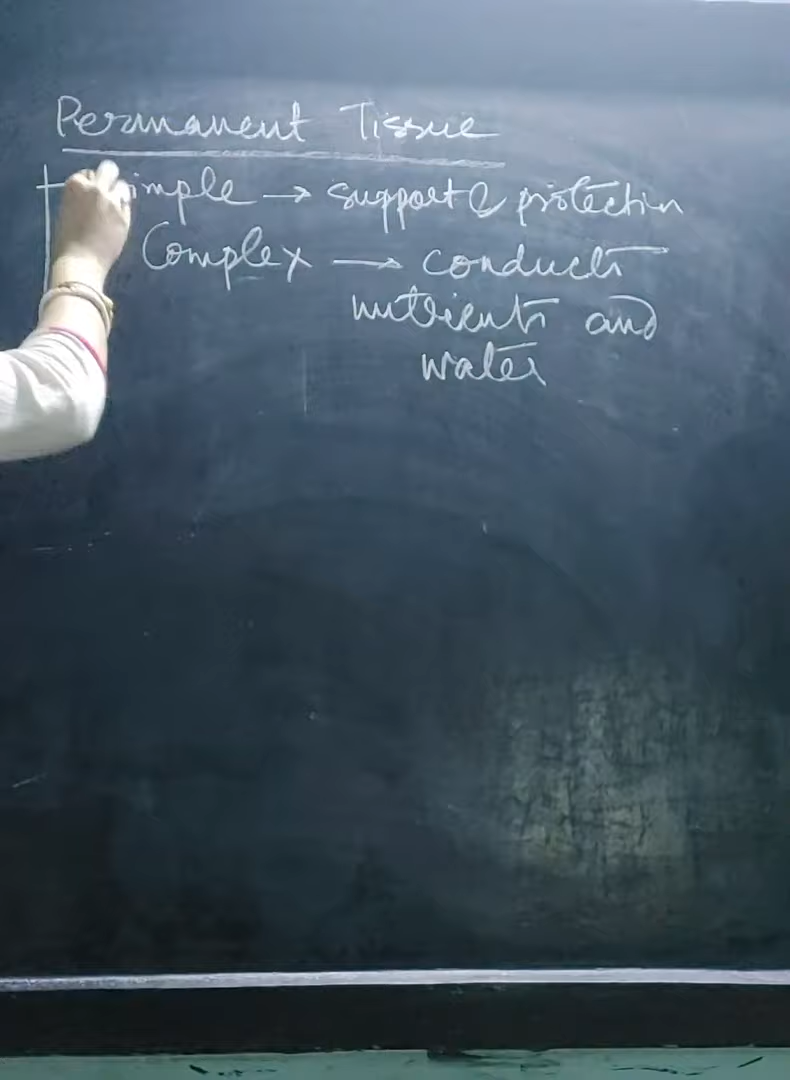 Permanent Tissue
imple → support & protection
Complex → conducts
nutrients and
water